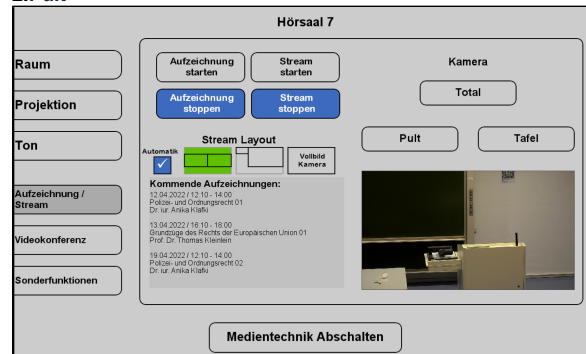 Hörsaal 7
Raum
Projektion
Ton
Aufzeichnung /
Stream
Videokonferenz
Sonderfunktionen
Aufzeichnung
starten
Stream
starten
Aufzeichnung
stoppen
Stream
stoppen
Stream Layout
Automatik
Vollbild
Kamera
Kommende Aufzeichnungen:
12.04.2022 / 12:10 - 14:00
Polizei- und Ordnungsrecht 01
Dr. iur. Anika Klafki
13.04.2022 / 16:10 - 18:00
Grundzüge des Rechts der Europäischen Union 01
Prof. Dr. Thomas Kleinlein
19.04.2022 / 12:10 - 14:00
Polizei- und Ordnungsrecht 02
Dr. iur. Anika Klafki
Kamera
Total
Pult
Tafel
Medientechnik Abschalten